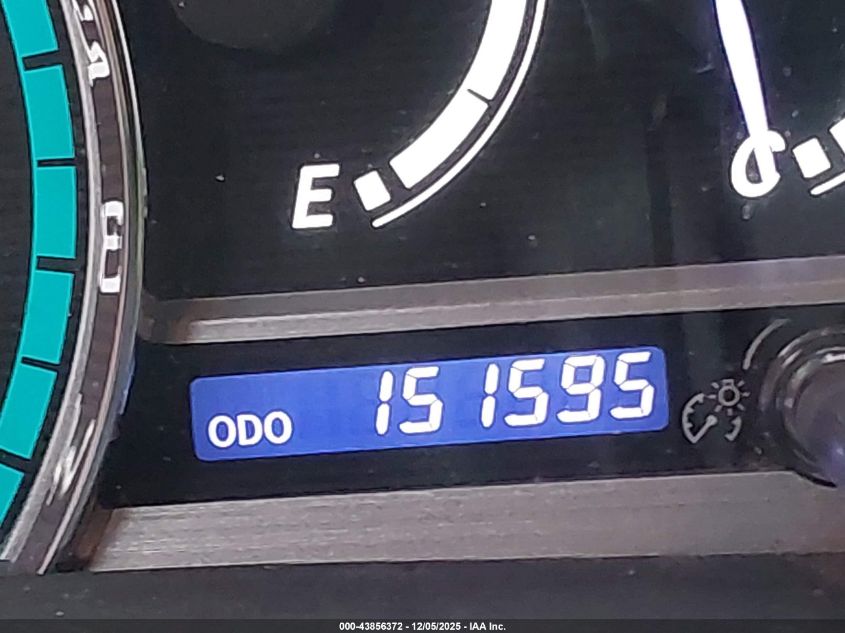 E
C
ODO 151595
000-43856372 - 12/05/2025 - IAA Inc.